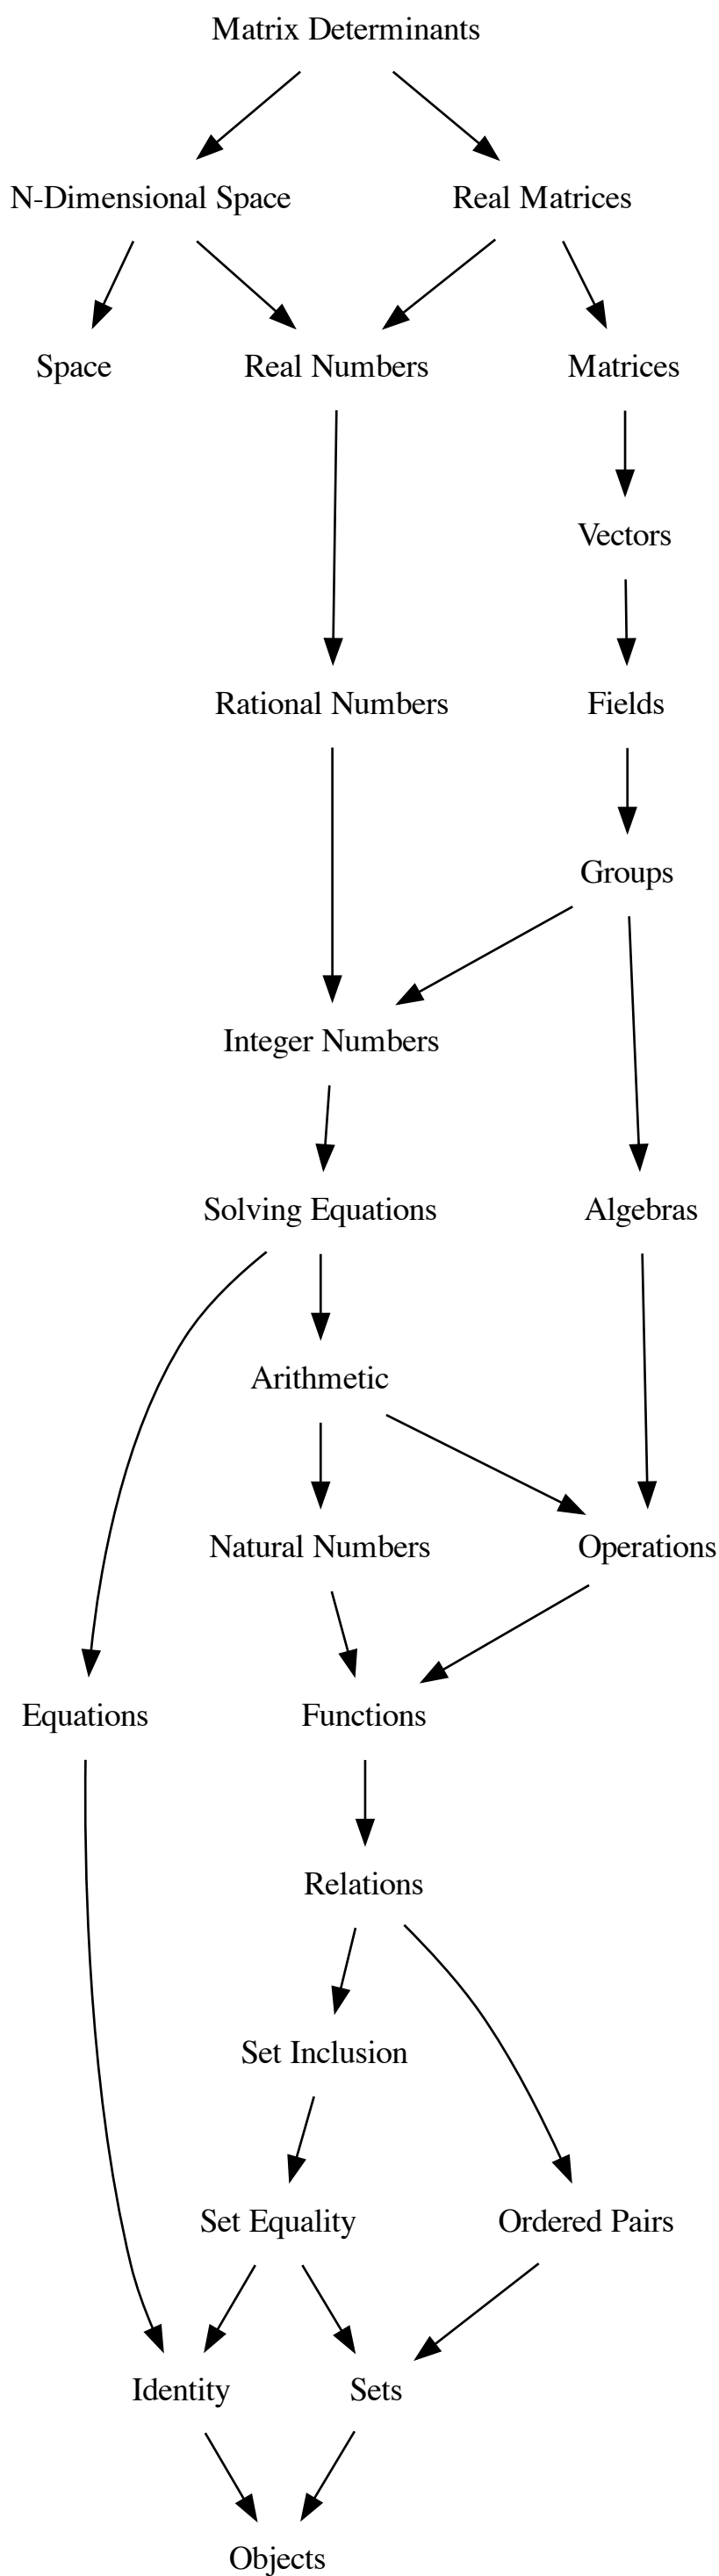 Matrix Determinants
N-Dimensional Space
Real Matrices
Space
Real Numbers
Matrices
Vectors
Rational Numbers
Fields
Groups
Integer Numbers
Solving Equations
Algebras
Arithmetic
Natural Numbers
Operations
Equations
Functions
Relations
Set Inclusion
Set Equality
Ordered Pairs
Identity
Sets
Objects